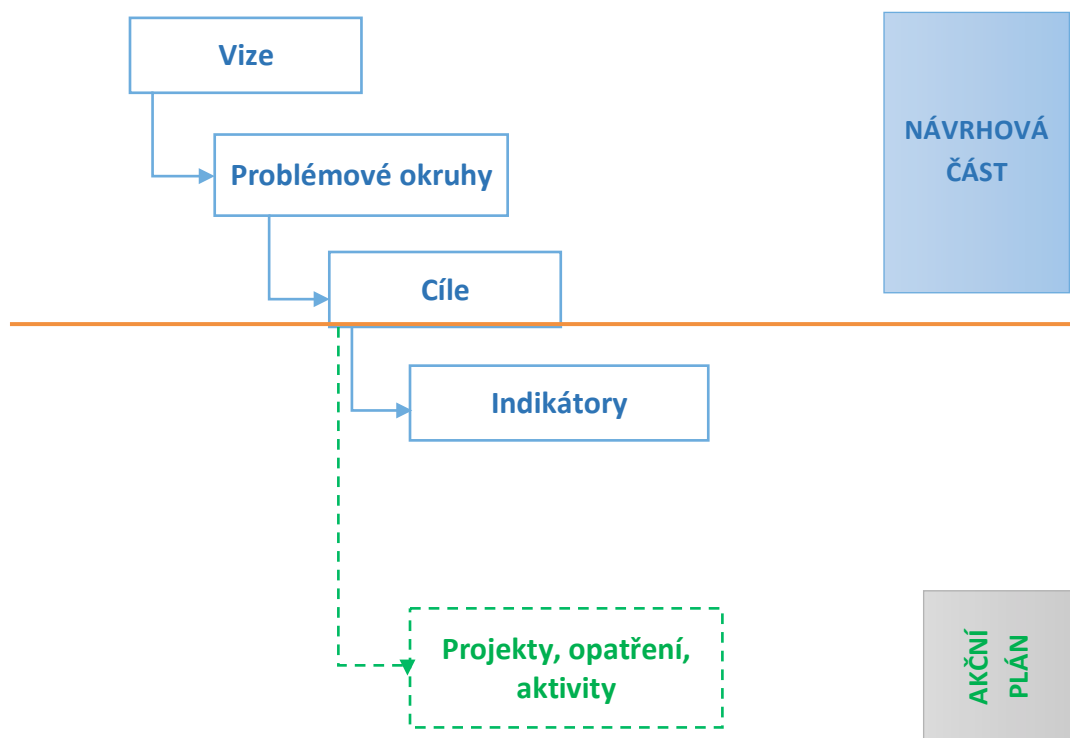 Vize
NÁVRHOVÁ
ČÁST
Problémové okruhy
Cíle
Indikátory
Projekty, opatření,
aktivity
AKČNÍ
PLÁN